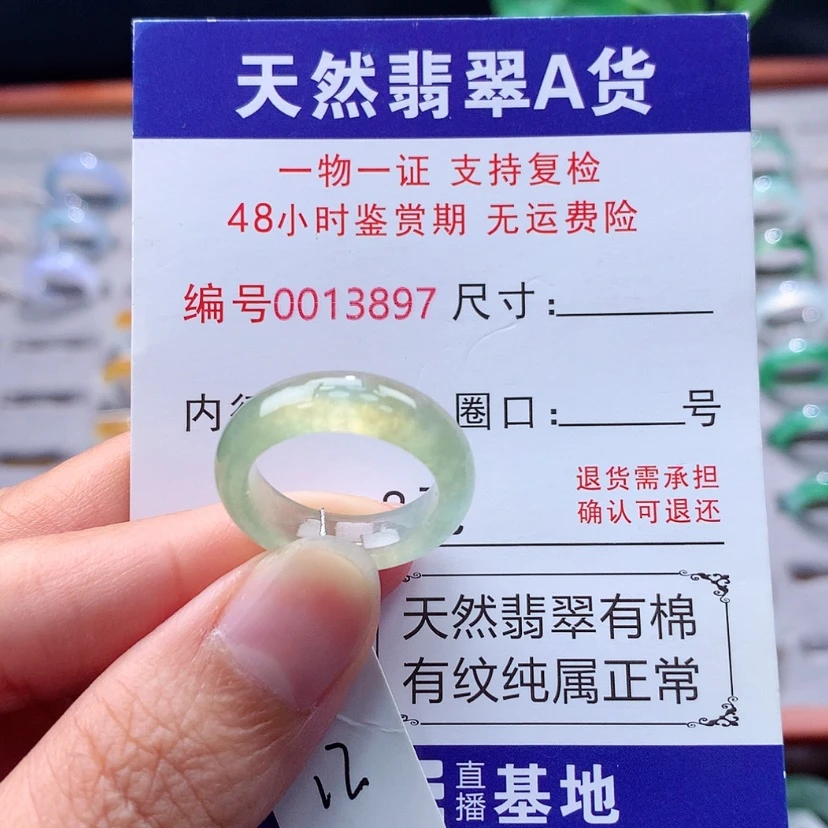 天然翡翠A货
一物一证 支持复检
48小时鉴赏期 无运费险
编号0013897 尺寸:
内 圈口: 号
退货需承担
确认可退还
天然翡翠有棉
有纹纯属正常
直播基地